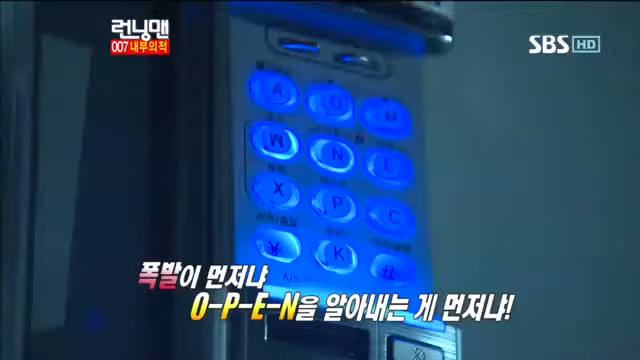 런닝맨
007 내부의 적
SBS HD
A O M
W N E
X P C
¥ K #
폭발이 먼저냐
O-P-E-N을 알아내는 게 먼저냐!